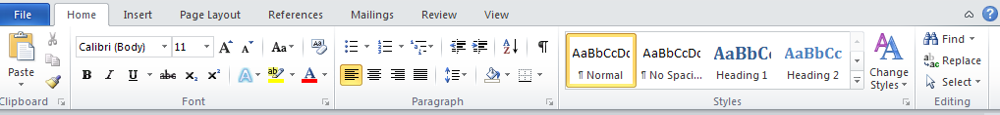 File Home Insert Page Layout References Mailings Review View
Calibri (Body) 11 A A Aa
Paste
B I U abc x₂ x² A ab A
AaBbCcDc AaBbCcDc AaBbCc AaBbCc
¶ Normal ¶ No Spaci... Heading 1 Heading 2
Change
Styles
Find
Replace
Select
Clipboard Font Paragraph Styles Editing